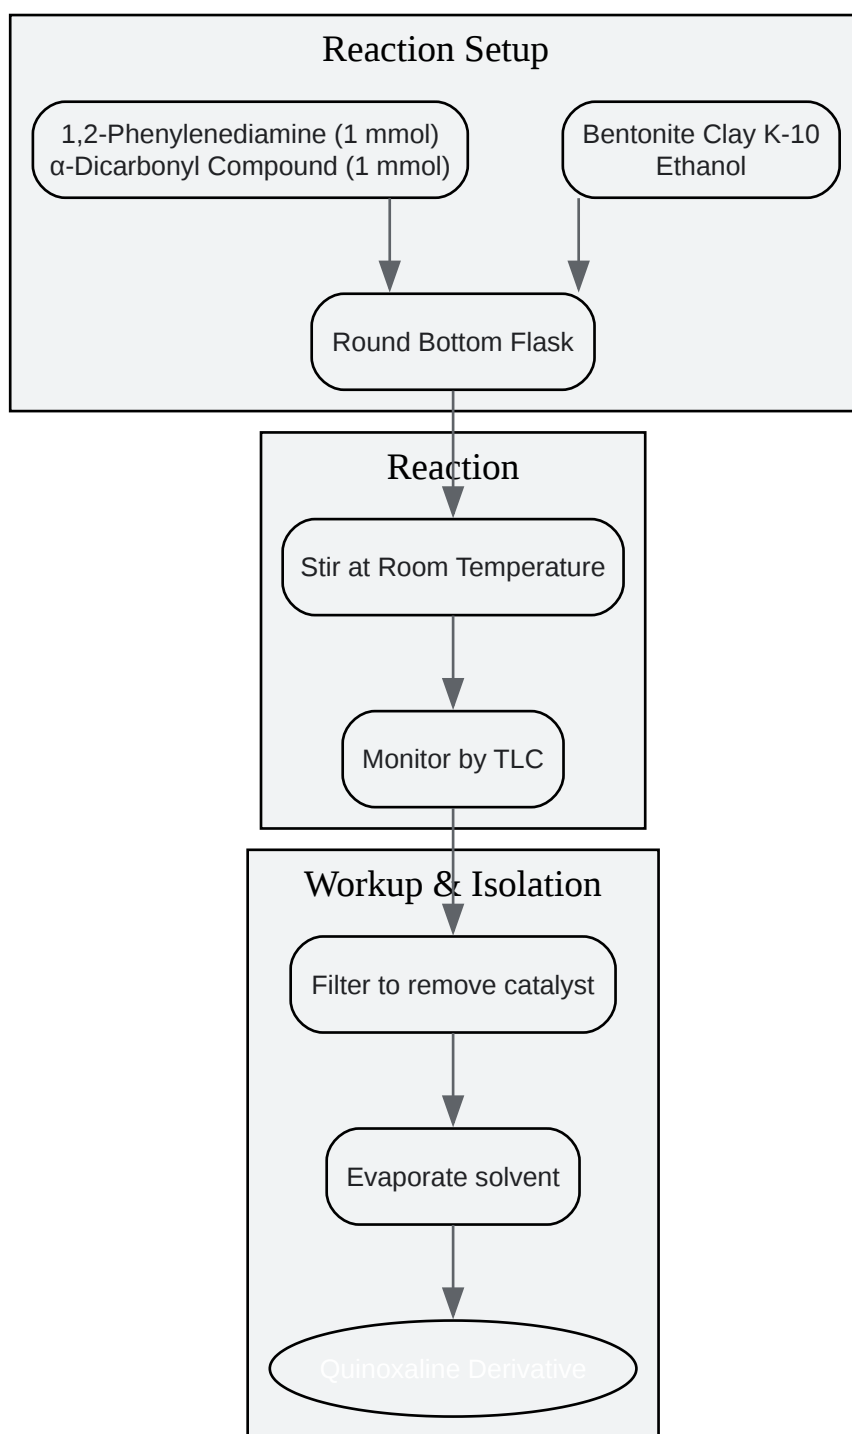 Reaction Setup
1,2-Phenylenediamine (1 mmol)
α-Dicarbonyl Compound (1 mmol)
Bentonite Clay K-10
Ethanol
Round Bottom Flask
Reaction
Stir at Room Temperature
Monitor by TLC
Workup & Isolation
Filter to remove catalyst
Evaporate solvent
Quinoxaline Derivative